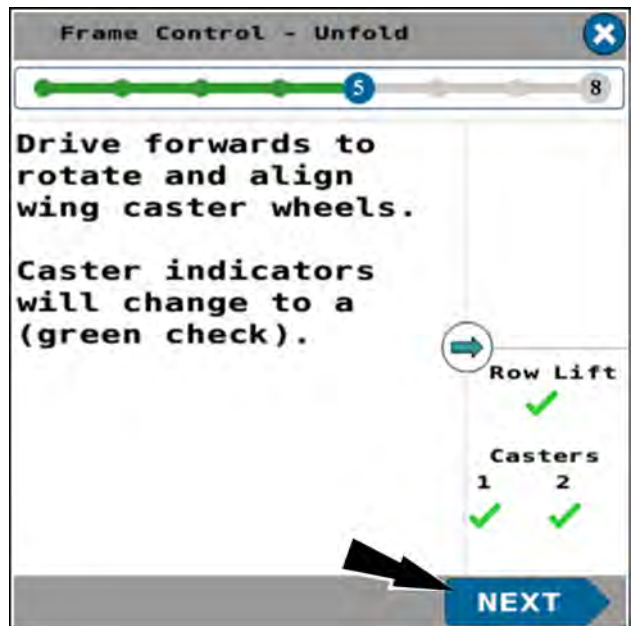 Frame Control - Unfold
5
8
Drive forwards to
rotate and align
wing caster wheels.
Caster indicators
will change to a
(green check).
Row Lift
Casters
1 2
NEXT